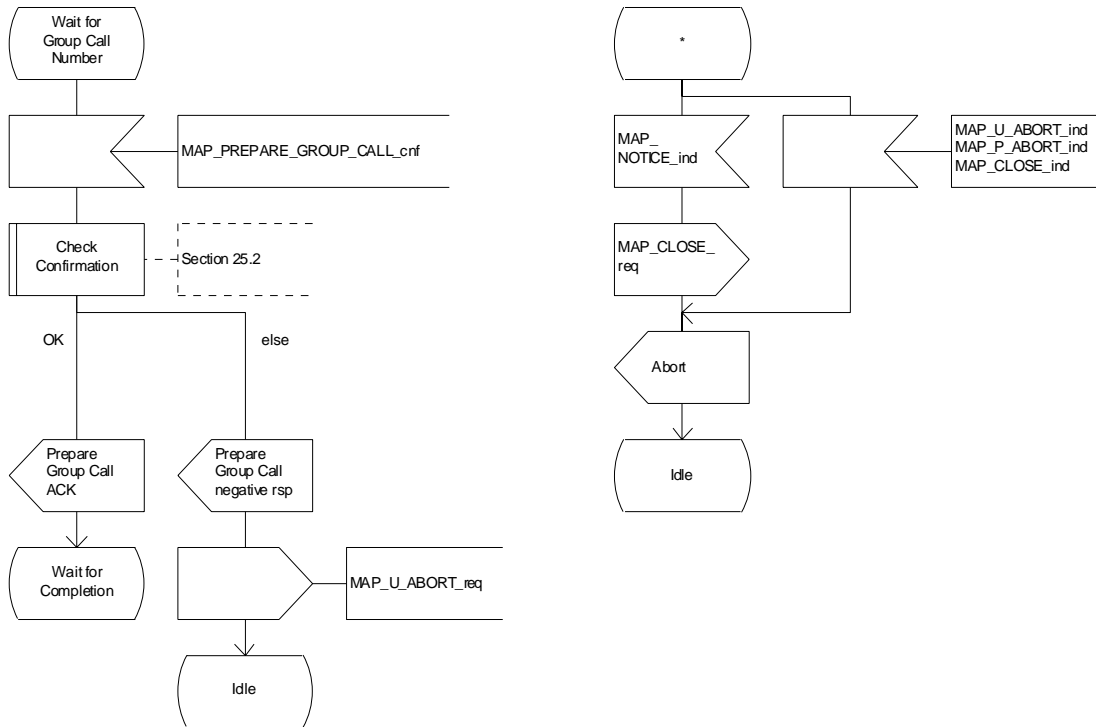 Wait for
Group Call
Number
MAP_PREPARE_GROUP_CALL_cnf
Check
Confirmation
Section 25.2
OK
else
Prepare
Group Call
ACK
Prepare
Group Call
negative rsp
Wait for
Completion
MAP_U_ABORT_req
Idle
*
MAP_
NOTICE_ind
MAP_U_ABORT_ind
MAP_P_ABORT_ind
MAP_CLOSE_ind
MAP_CLOSE_
req
Abort
Idle